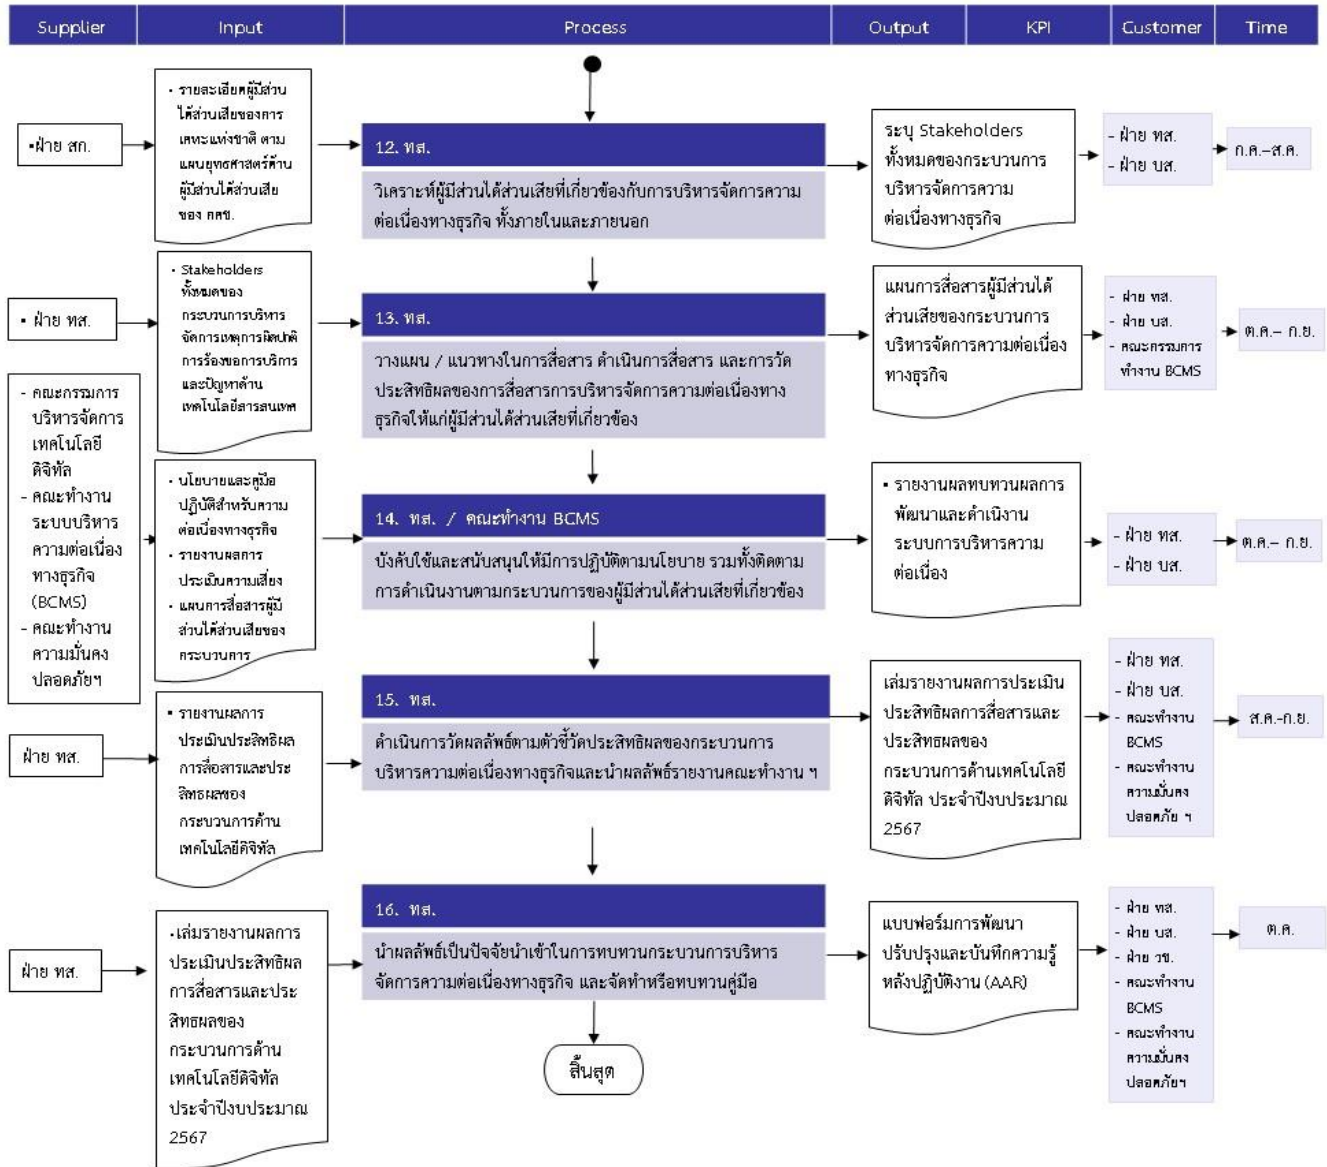 Supplier
Input
Process
Output
KPI
Customer
Time
▪ฝ่าย สก.
▪ รายละเอียดผู้มีส่วน
ได้ส่วนเสียของการ
เคหะแห่งชาติ ตาม
แผนยุทธศาสตร์ด้าน
ผู้มีส่วนได้ส่วนเสีย
ของ กคช.
12. ทส.
วิเคราะห์ผู้มีส่วนได้ส่วนเสียที่เกี่ยวข้องกับการบริหารจัดการความ
ต่อเนื่องทางธุรกิจ ทั้งภายในและภายนอก
ระบุ Stakeholders
ทั้งหมดของกระบวนการ
บริหารจัดการความ
ต่อเนื่องทางธุรกิจ
- ฝ่าย ทส.
- ฝ่าย บส.
ก.ค.–ส.ค.
▪ ฝ่าย ทส.
▪ Stakeholders
ทั้งหมดของ
กระบวนการบริหาร
จัดการเหตุการผิดปกติ
การร้องขอการบริการ
และปัญหาด้าน
เทคโนโลยีสารสนเทศ
13. ทส.
วางแผน / แนวทางในการสื่อสาร ดำเนินการสื่อสาร และการวัด
ประสิทธิผลของการสื่อสารการบริหารจัดการความต่อเนื่องทาง
ธุรกิจให้แก่ผู้มีส่วนได้ส่วนเสียที่เกี่ยวข้อง
แผนการสื่อสารผู้มีส่วนได้
ส่วนเสียของกระบวนการ
บริหารจัดการความต่อเนื่อง
ทางธุรกิจ
- ฝ่าย ทส.
- ฝ่าย บส.
- คณะกรรมการ
ทำงาน BCMS
ต.ค.– ก.ย.
- คณะกรรมการ
บริหารจัดการ
เทคโนโลยี
ดิจิทัล
- คณะทำงาน
ระบบบริหาร
ความต่อเนื่อง
ทางธุรกิจ
(BCMS)
- คณะทำงาน
ความมั่นคง
ปลอดภัยฯ
▪ นโยบายและคู่มือ
ปฏิบัติสำหรับความ
ต่อเนื่องทางธุรกิจ
▪ รายงานผลการ
ประเมินความเสี่ยง
▪ แผนการสื่อสารผู้มี
ส่วนได้ส่วนเสียของ
กระบวนการ
14. ทส. / คณะทำงาน BCMS
บังคับใช้และสนับสนุนให้มีการปฏิบัติตามนโยบาย รวมทั้งติดตาม
การดำเนินงานตามกระบวนการของผู้มีส่วนได้ส่วนเสียที่เกี่ยวข้อง
▪ รายงานผลทบทวนผลการ
พัฒนาและดำเนินงาน
ระบบการบริหารความ
ต่อเนื่อง
- ฝ่าย ทส.
- ฝ่าย บส.
ต.ค.– ก.ย.
ฝ่าย ทส.
▪ รายงานผลการ
ประเมินประสิทธิผล
การสื่อสารและประ
สิทธผลของ
กระบวนการด้าน
เทคโนโลยีดิจิทัล
15. ทส.
ดำเนินการวัดผลลัพธ์ตามตัวชี้วัดประสิทธิผลของกระบวนการ
บริหารความต่อเนื่องทางธุรกิจและนำผลลัพธ์รายงานคณะทำงาน ฯ
เล่มรายงานผลการประเมิน
ประสิทธิผลการสื่อสารและ
ประสิทธผลของ
กระบวนการด้านเทคโนโลยี
ดิจิทัล ประจำปีงบประมาณ
2567
- ฝ่าย ทส.
- ฝ่าย บส.
- คณะทำงาน
BCMS
- คณะทำงาน
ความมั่นคง
ปลอดภัย ฯ
ส.ค.-ก.ย.
ฝ่าย ทส.
▪เล่มรายงานผลการ
ประเมินประสิทธิผล
การสื่อสารและประ
สิทธผลของ
กระบวนการด้าน
เทคโนโลยีดิจิทัล
ประจำปีงบประมาณ
2567
16. ทส.
นำผลลัพธ์เป็นปัจจัยนำเข้าในการทบทวนกระบวนการบริหาร
จัดการความต่อเนื่องทางธุรกิจ และจัดทำหรือทบทวนคู่มือ
แบบฟอร์มการพัฒนา
ปรับปรุงและบันทึกความรู้
หลังปฏิบัติงาน (AAR)
- ฝ่าย ทส.
- ฝ่าย บส.
- ฝ่าย วช.
- คณะทำงาน
BCMS
- คณะทำงาน
ความมั่นคง
ปลอดภัยฯ
ต.ค.
สิ้นสุด